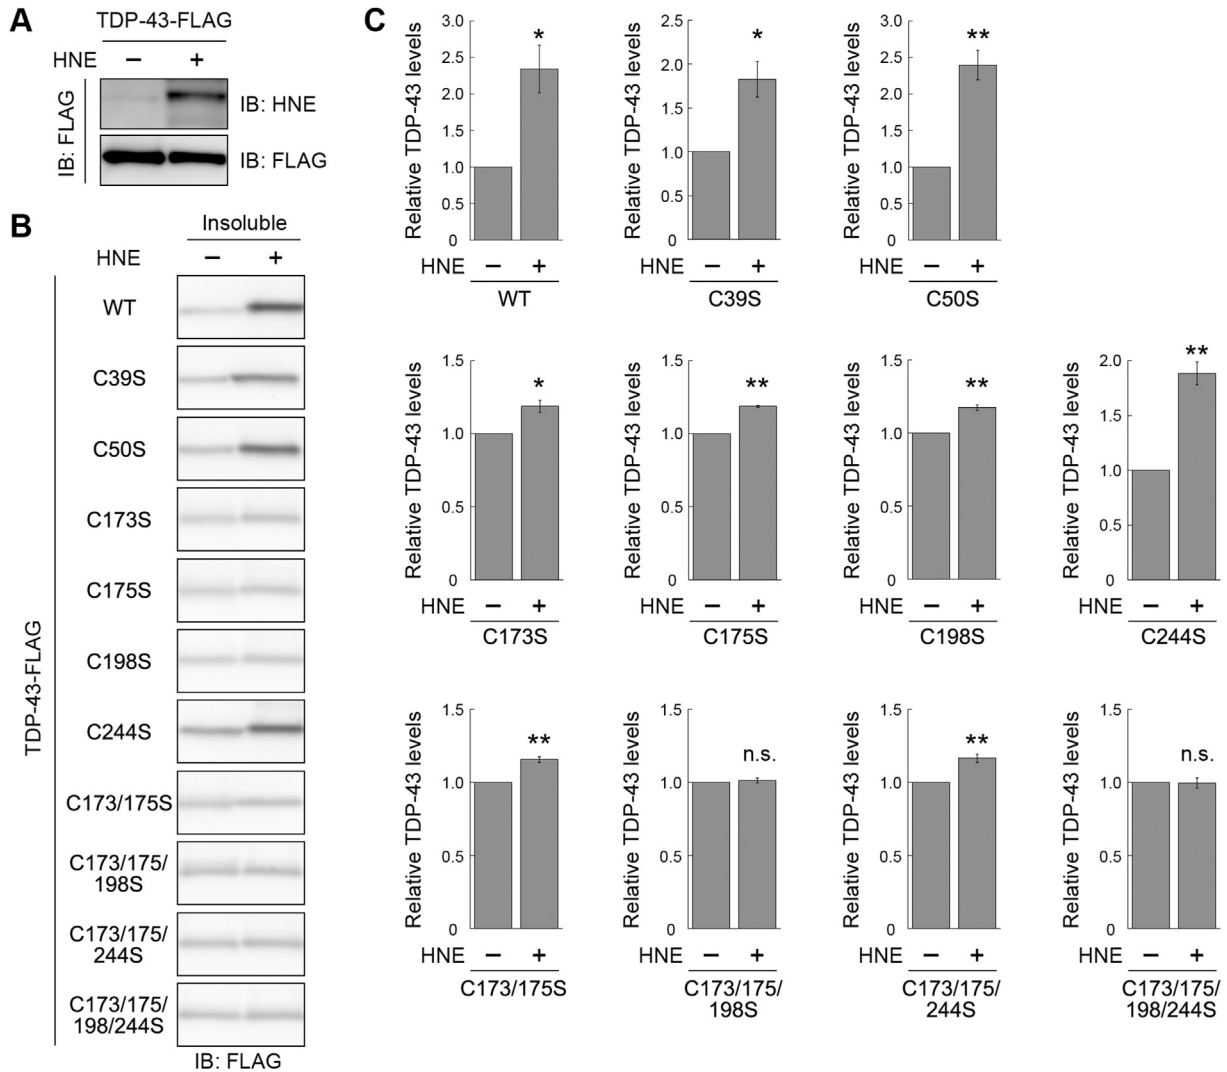 A
TDP-43-FLAG
HNE − +
IB: FLAG
IB: HNE
IB: FLAG
B
Insoluble
HNE − +
TDP-43-FLAG
WT
C39S
C50S
C173S
C175S
C198S
C244S
C173/175S
C173/175/
198S
C173/175/
244S
C173/175/
198/244S
IB: FLAG
C
Relative TDP-43 levels
3.0
2.5
2.0
1.5
1.0
0.5
0
*
HNE − +
WT
Relative TDP-43 levels
2.5
2.0
1.5
1.0
0.5
0
*
HNE − +
C39S
Relative TDP-43 levels
3.0
2.5
2.0
1.5
1.0
0.5
0
**
HNE − +
C50S
Relative TDP-43 levels
1.5
1.0
0.5
0
*
HNE − +
C173S
Relative TDP-43 levels
1.5
1.0
0.5
0
**
HNE − +
C175S
Relative TDP-43 levels
1.5
1.0
0.5
0
**
HNE − +
C198S
Relative TDP-43 levels
2.0
1.5
1.0
0.5
0
**
HNE − +
C244S
Relative TDP-43 levels
1.5
1.0
0.5
0
**
HNE − +
C173/175S
Relative TDP-43 levels
1.5
1.0
0.5
0
n.s.
HNE − +
C173/175/
198S
Relative TDP-43 levels
1.5
1.0
0.5
0
**
HNE − +
C173/175/
244S
Relative TDP-43 levels
1.5
1.0
0.5
0
n.s.
HNE − +
C173/175/
198/244S